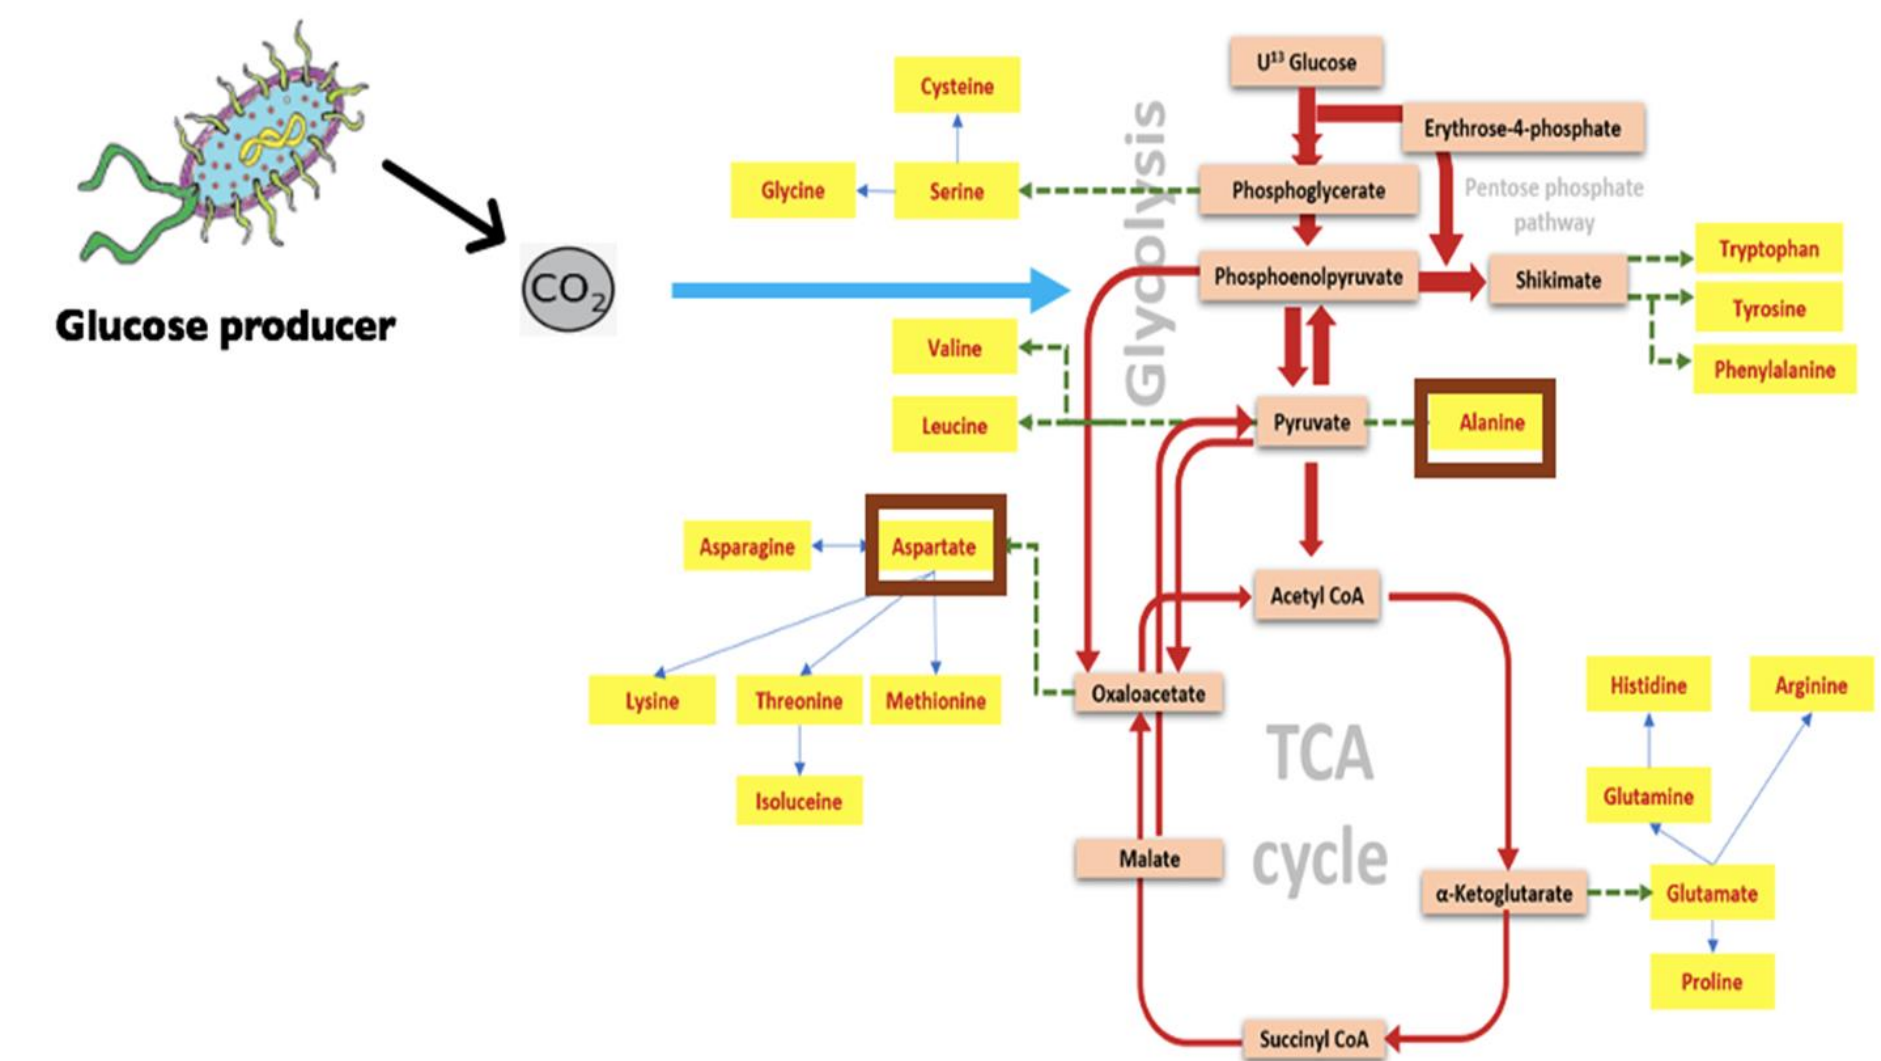 Glucose producer
CO₂
U¹³ Glucose
Erythrose-4-phosphate
Cysteine
Glycine
Serine
Phosphoglycerate
Glycolysis
Pentose phosphate
pathway
Phosphoenolpyruvate
Shikimate
Tryptophan
Tyrosine
Phenylalanine
Valine
Leucine
Pyruvate
Alanine
Asparagine
Aspartate
Acetyl CoA
Lysine
Threonine
Methionine
Oxaloacetate
Isoluceine
TCA
cycle
Malate
Histidine
Arginine
Glutamine
α-Ketoglutarate
Glutamate
Proline
Succinyl CoA